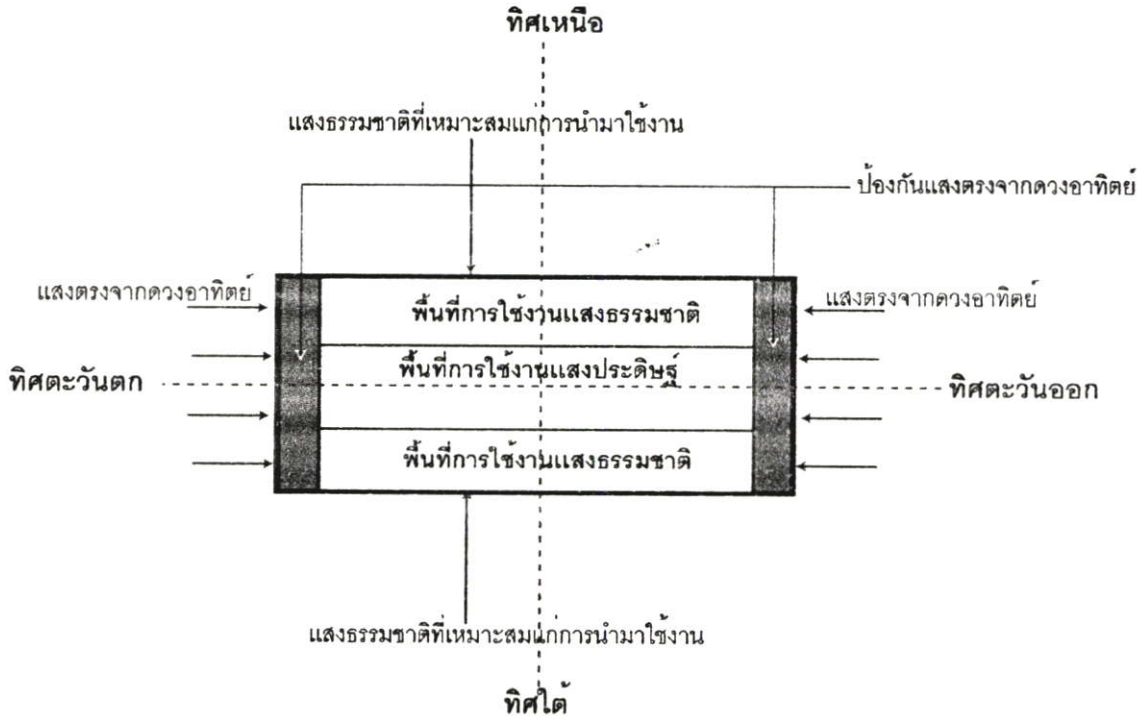 ทิศเหนือ
แสงธรรมชาติที่เหมาะสมแก่การนำมาใช้งาน
ป้องกันแสงตรงจากดวงอาทิตย์
แสงตรงจากดวงอาทิตย์
แสงตรงจากดวงอาทิตย์
พื้นที่การใช้งานแสงธรรมชาติ
พื้นที่การใช้งานแสงประดิษฐ์
ทิศตะวันตก
ทิศตะวันออก
พื้นที่การใช้งานแสงธรรมชาติ
แสงธรรมชาติที่เหมาะสมแก่การนำมาใช้งาน
ทิศใต้